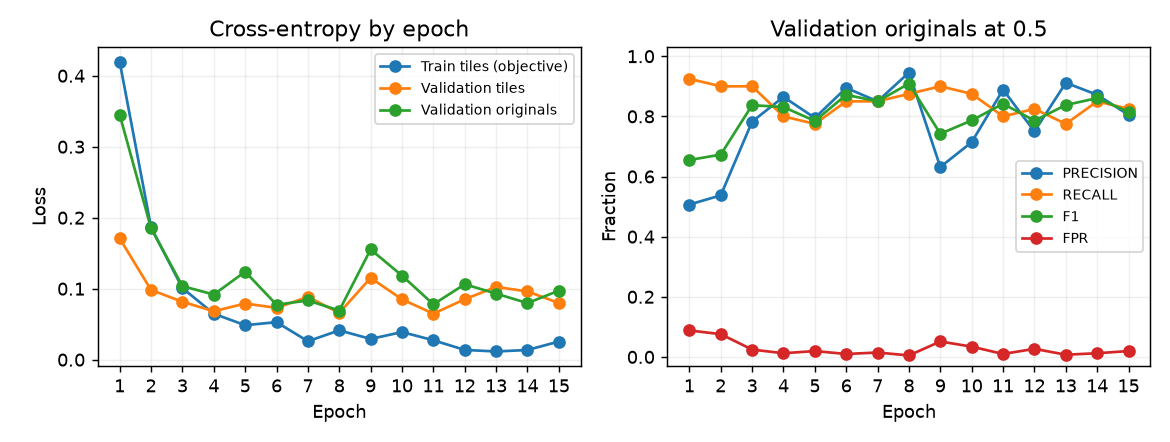 Cross-entropy by epoch
Train tiles (objective)
Validation tiles
Validation originals
0.4
0.3
0.2
0.1
0.0
Loss
1 2 3 4 5 6 7 8 9 10 11 12 13 14 15
Epoch
Validation originals at 0.5
1.0
0.8
0.6
0.4
0.2
0.0
Fraction
PRECISION
RECALL
F1
FPR
1 2 3 4 5 6 7 8 9 10 11 12 13 14 15
Epoch